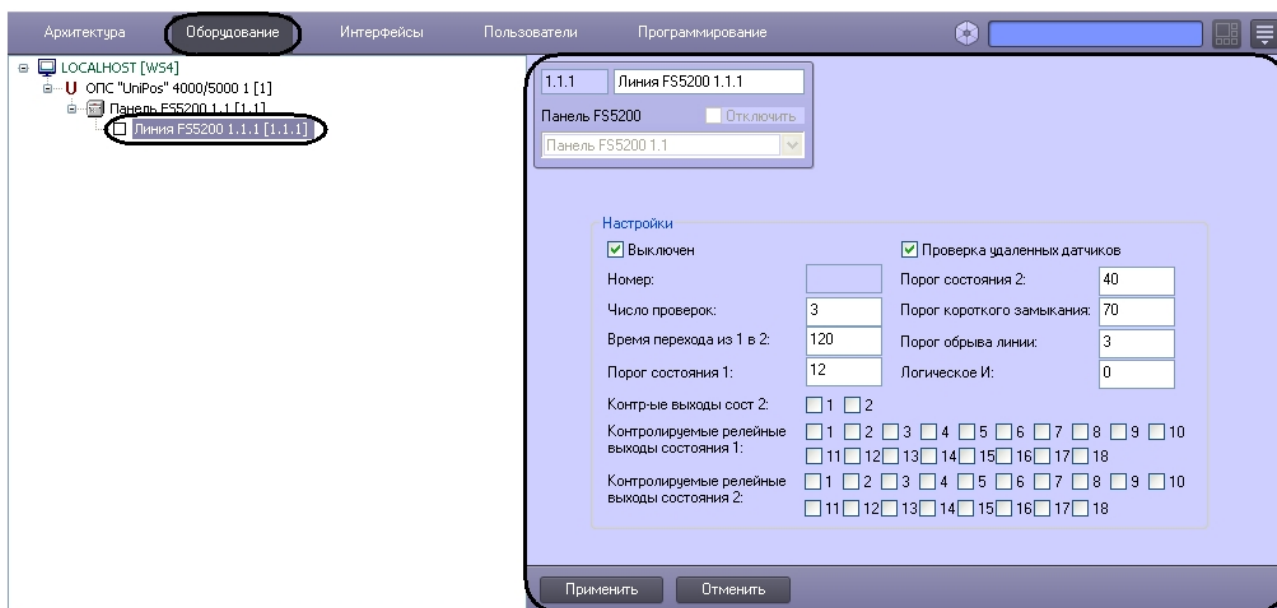 Архитектура Оборудование Интерфейсы Пользователи Программирование
LOCALHOST [WS4]
U ОПС "UniPos" 4000/5000 1 [1]
Панель FS5200 1.1 [1.1]
Линия FS5200 1.1.1 [1.1.1]
1.1.1 Линия FS5200 1.1.1
Панель FS5200 Отключить
Панель FS5200 1.1
Настройки
Выключен Проверка удаленных датчиков
Номер: Порог состояния 2: 40
Число проверок: 3 Порог короткого замыкания: 70
Время перехода из 1 в 2: 120 Порог обрыва линии: 3
Порог состояния 1: 12 Логическое И: 0
Контр-ые выходы сост 2: 1 2
Контролируемые релейные 1 2 3 4 5 6 7 8 9 10
выходы состояния 1: 11 12 13 14 15 16 17 18
Контролируемые релейные 1 2 3 4 5 6 7 8 9 10
выходы состояния 2: 11 12 13 14 15 16 17 18
Применить Отменить